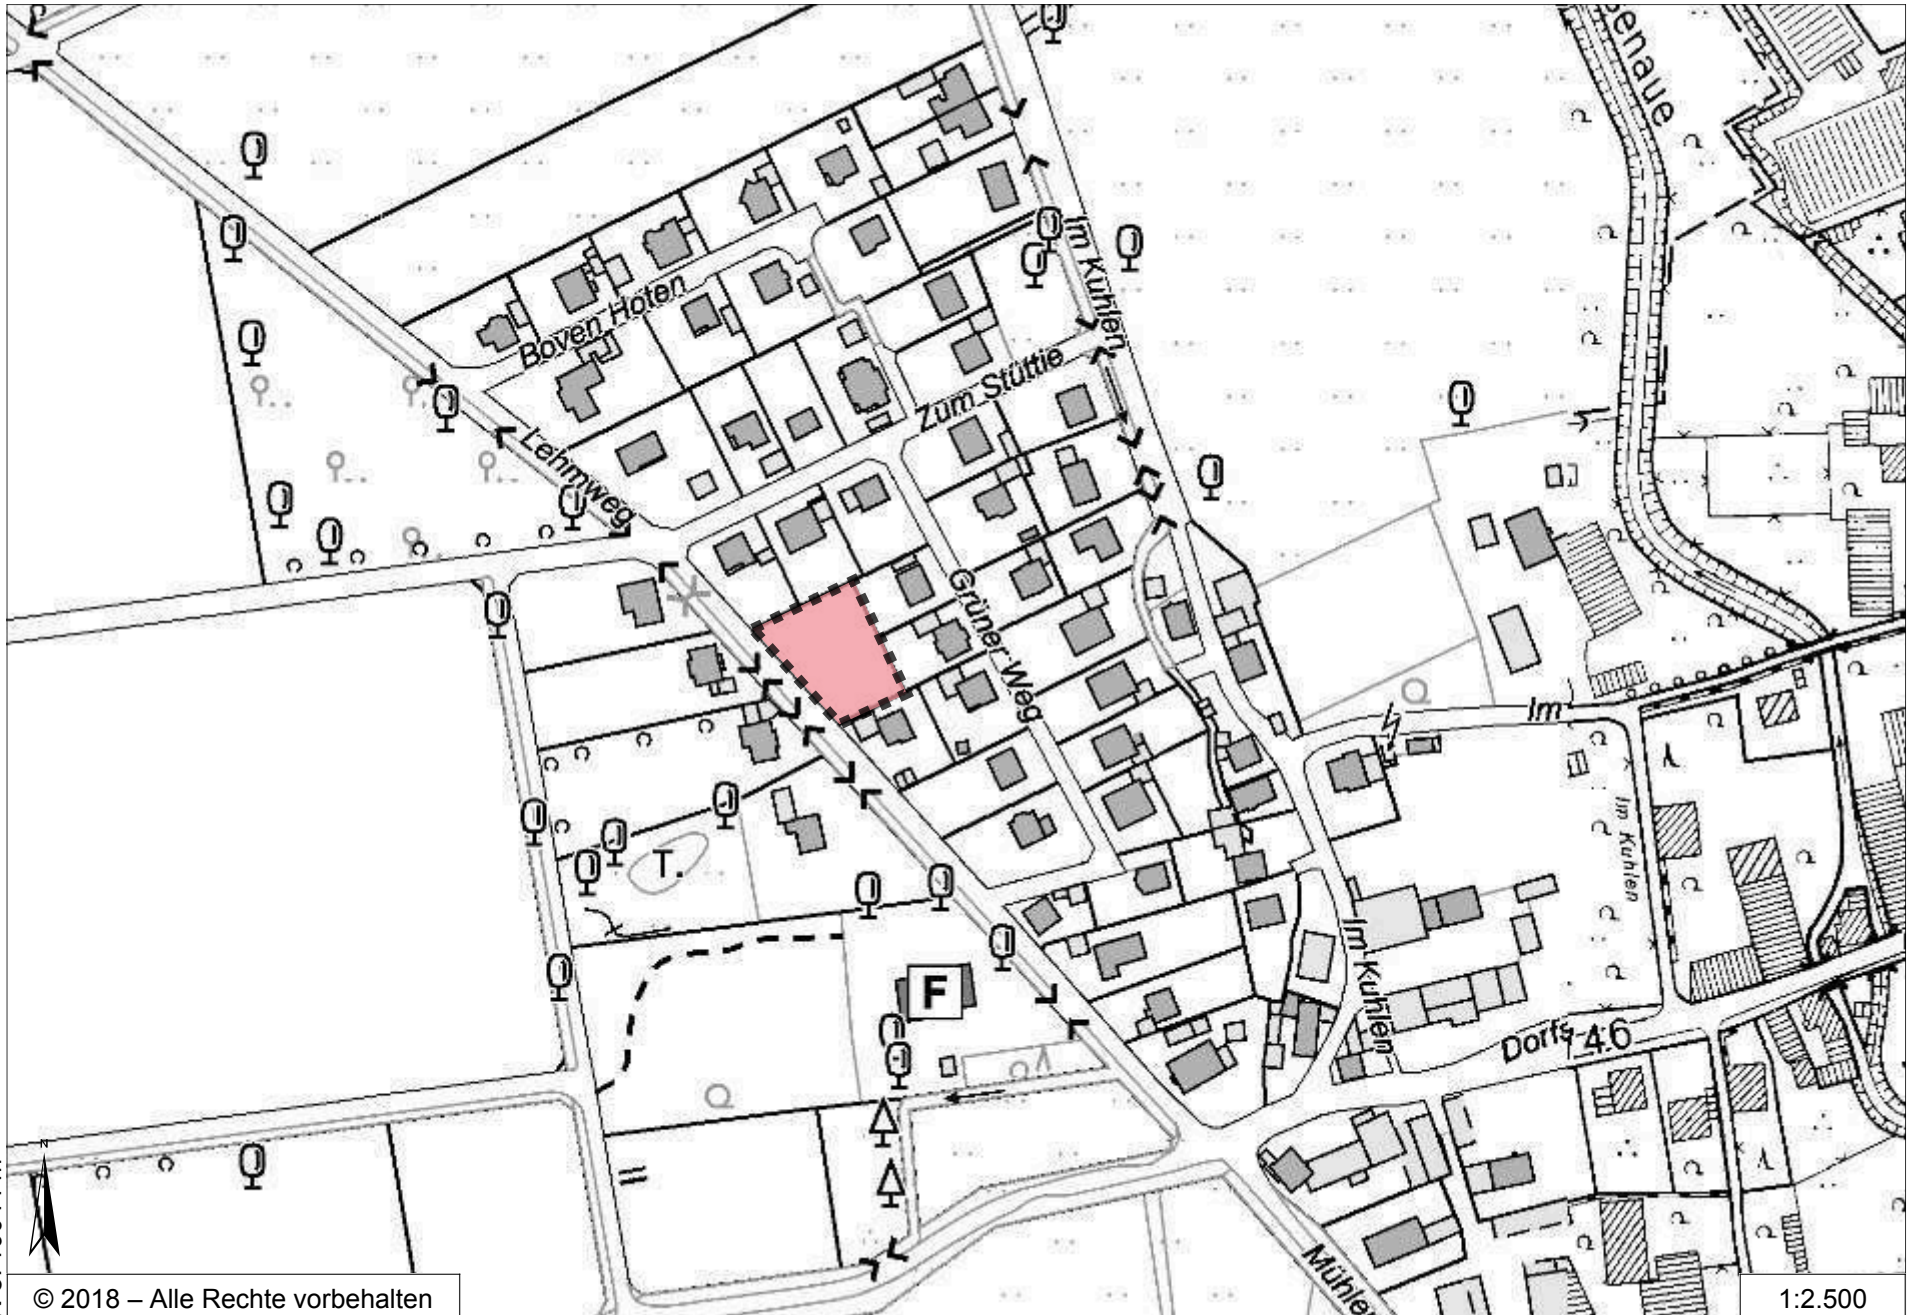 Im Kuhlen
Boven Hoten
Zum Stüttie
Lehmweg
Grüner Weg
Im
Im Kuhlen
T.
F
Im Kuhlen
Dorfs
46
Mühlen
N
© 2018 – Alle Rechte vorbehalten
1:2.500